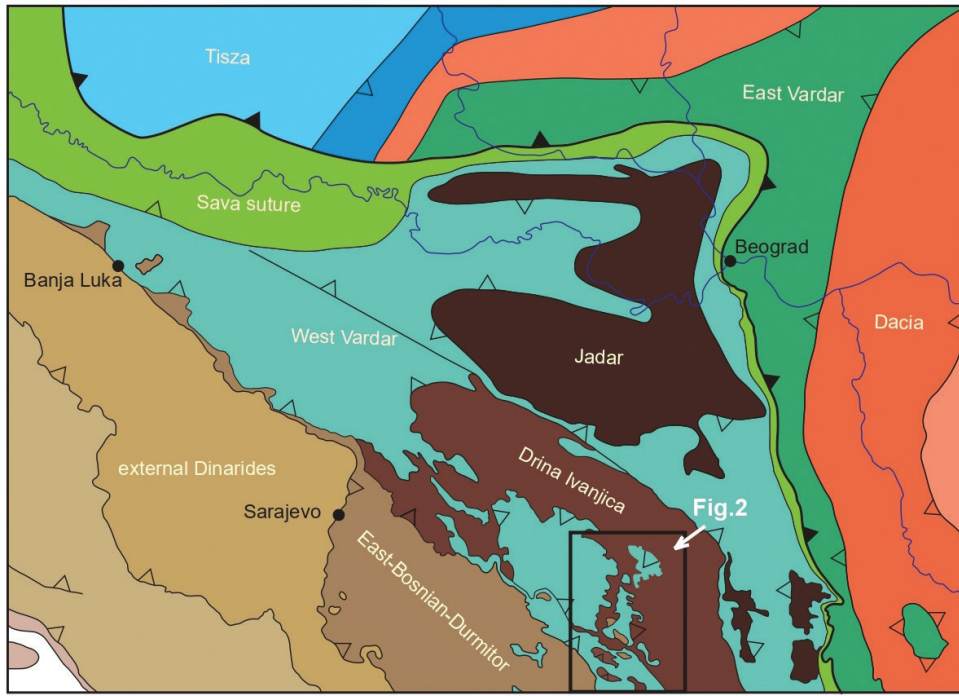 Tisza
East Vardar
Sava suture
Beograd
Banja Luka
West Vardar
Dacia
Jadar
external Dinarides
Drina Ivanjica
Sarajevo
Fig.2
East-Bosnian-Durmitor